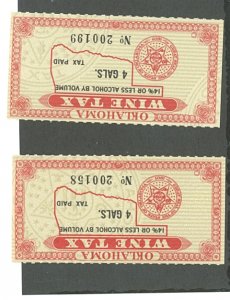 OKLAHOMA
WINE TAX
14% OR LESS ALCOHOL BY VOLUME
4 GALS.
TAX PAID
№ 200199
OKLAHOMA
WINE TAX
14% OR LESS ALCOHOL BY VOLUME
4 GALS.
TAX PAID
№ 200158